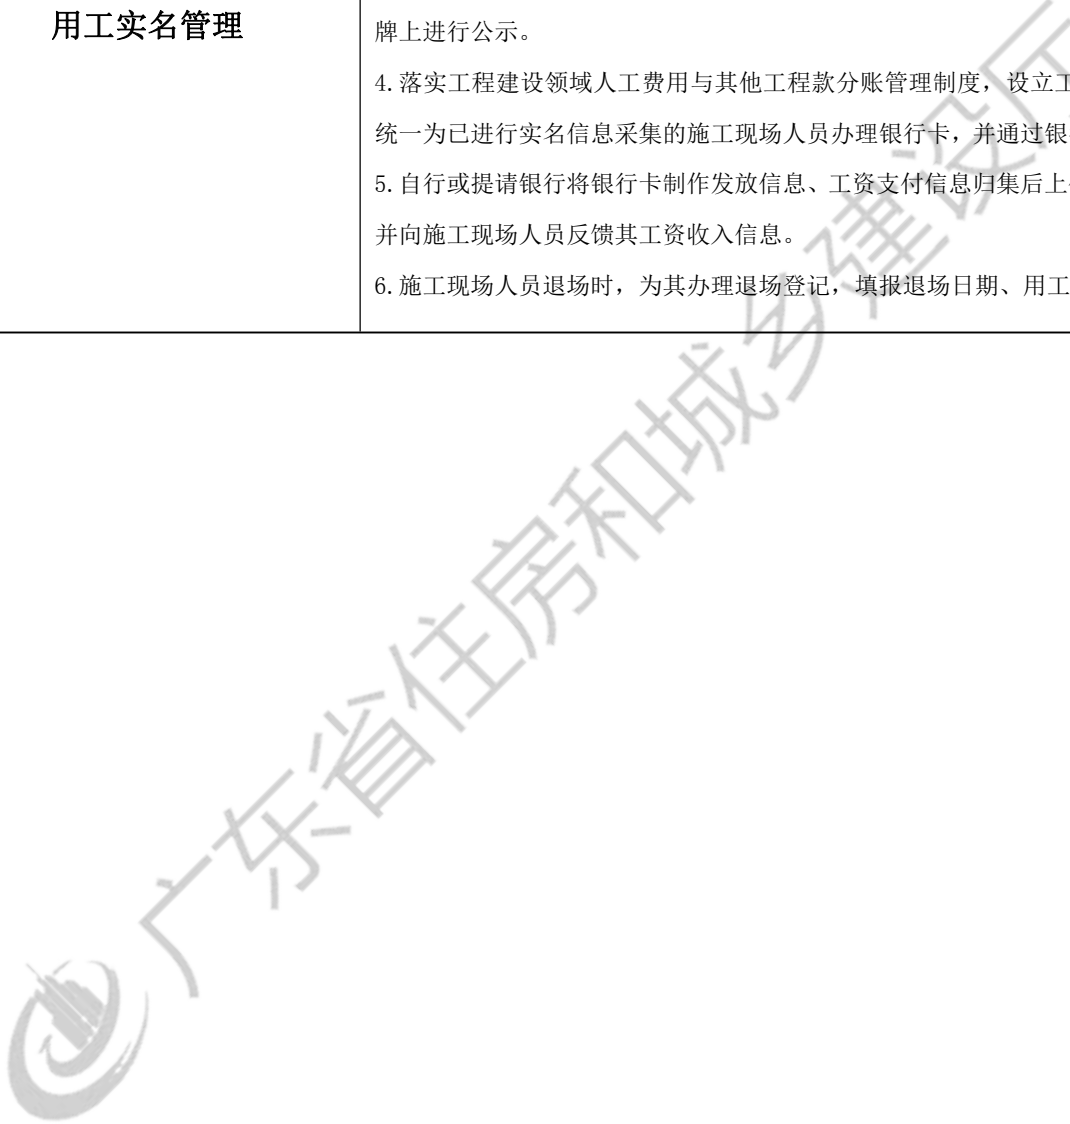 用工实名管理
牌上进行公示。
4.落实工程建设领域人工费用与其他工程款分账管理制度，设立工
统一为已进行实名信息采集的施工现场人员办理银行卡，并通过银
5.自行或提请银行将银行卡制作发放信息、工资支付信息归集后上
并向施工现场人员反馈其工资收入信息。
6.施工现场人员退场时，为其办理退场登记，填报退场日期、用工
广东省住房和城乡建设厅